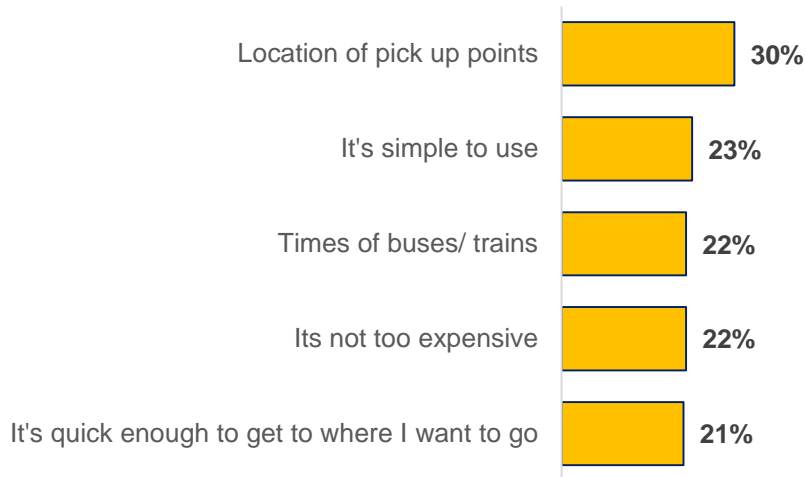 Location of pick up points 30%
It's simple to use 23%
Times of buses/ trains 22%
Its not too expensive 22%
It's quick enough to get to where I want to go 21%